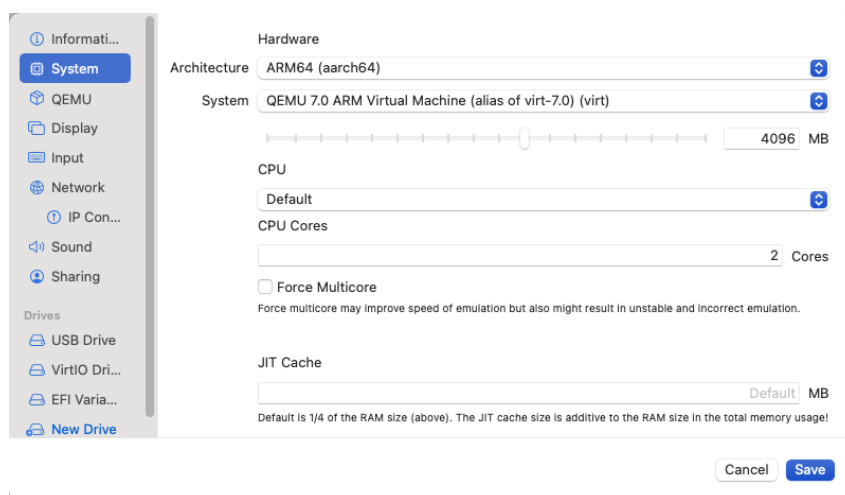 Informati...
System
QEMU
Display
Input
Network
IP Con...
Sound
Sharing
Drives
USB Drive
VirtIO Dri...
EFI Varia...
New Drive
Hardware
Architecture ARM64 (aarch64)
System QEMU 7.0 ARM Virtual Machine (alias of virt-7.0) (virt)
4096 MB
CPU
Default
CPU Cores
2 Cores
Force Multicore
Force multicore may improve speed of emulation but also might result in unstable and incorrect emulation.
JIT Cache
Default MB
Default is 1/4 of the RAM size (above). The JIT cache size is additive to the RAM size in the total memory usage!
Cancel Save